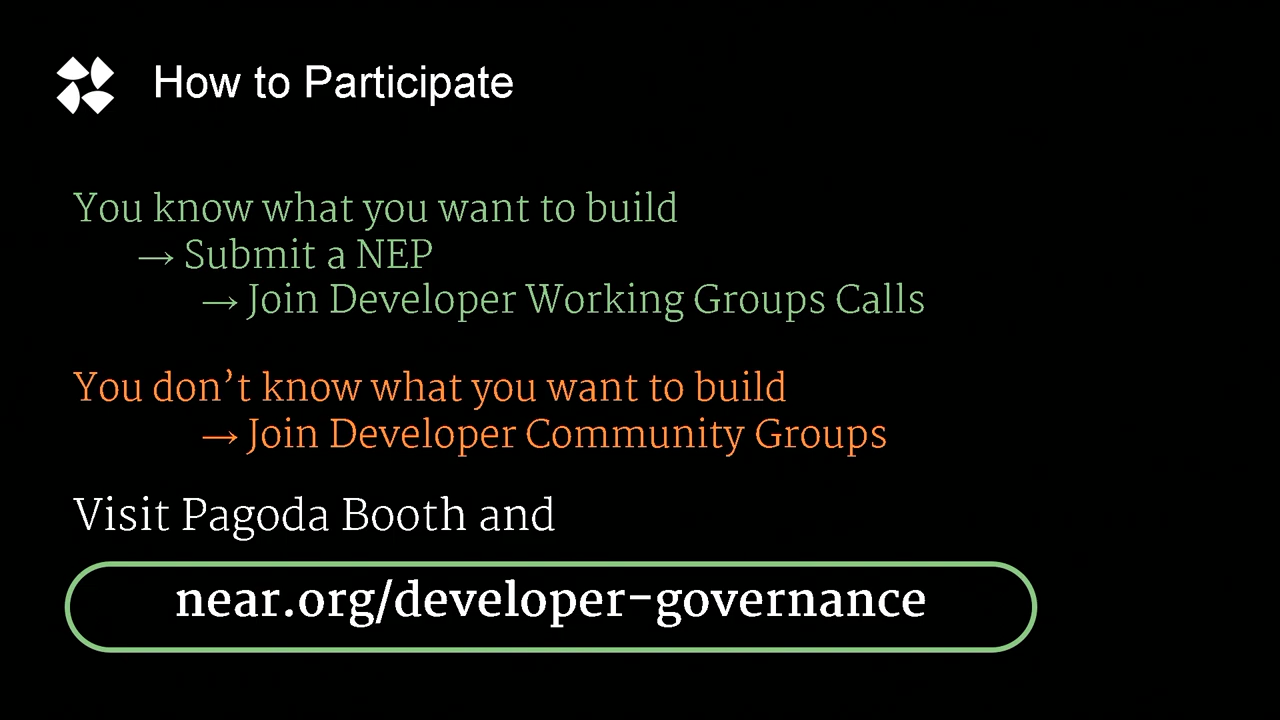 How to Participate
You know what you want to build
→ Submit a NEP
→ Join Developer Working Groups Calls
You don’t know what you want to build
→ Join Developer Community Groups
Visit Pagoda Booth and
near.org/developer-governance